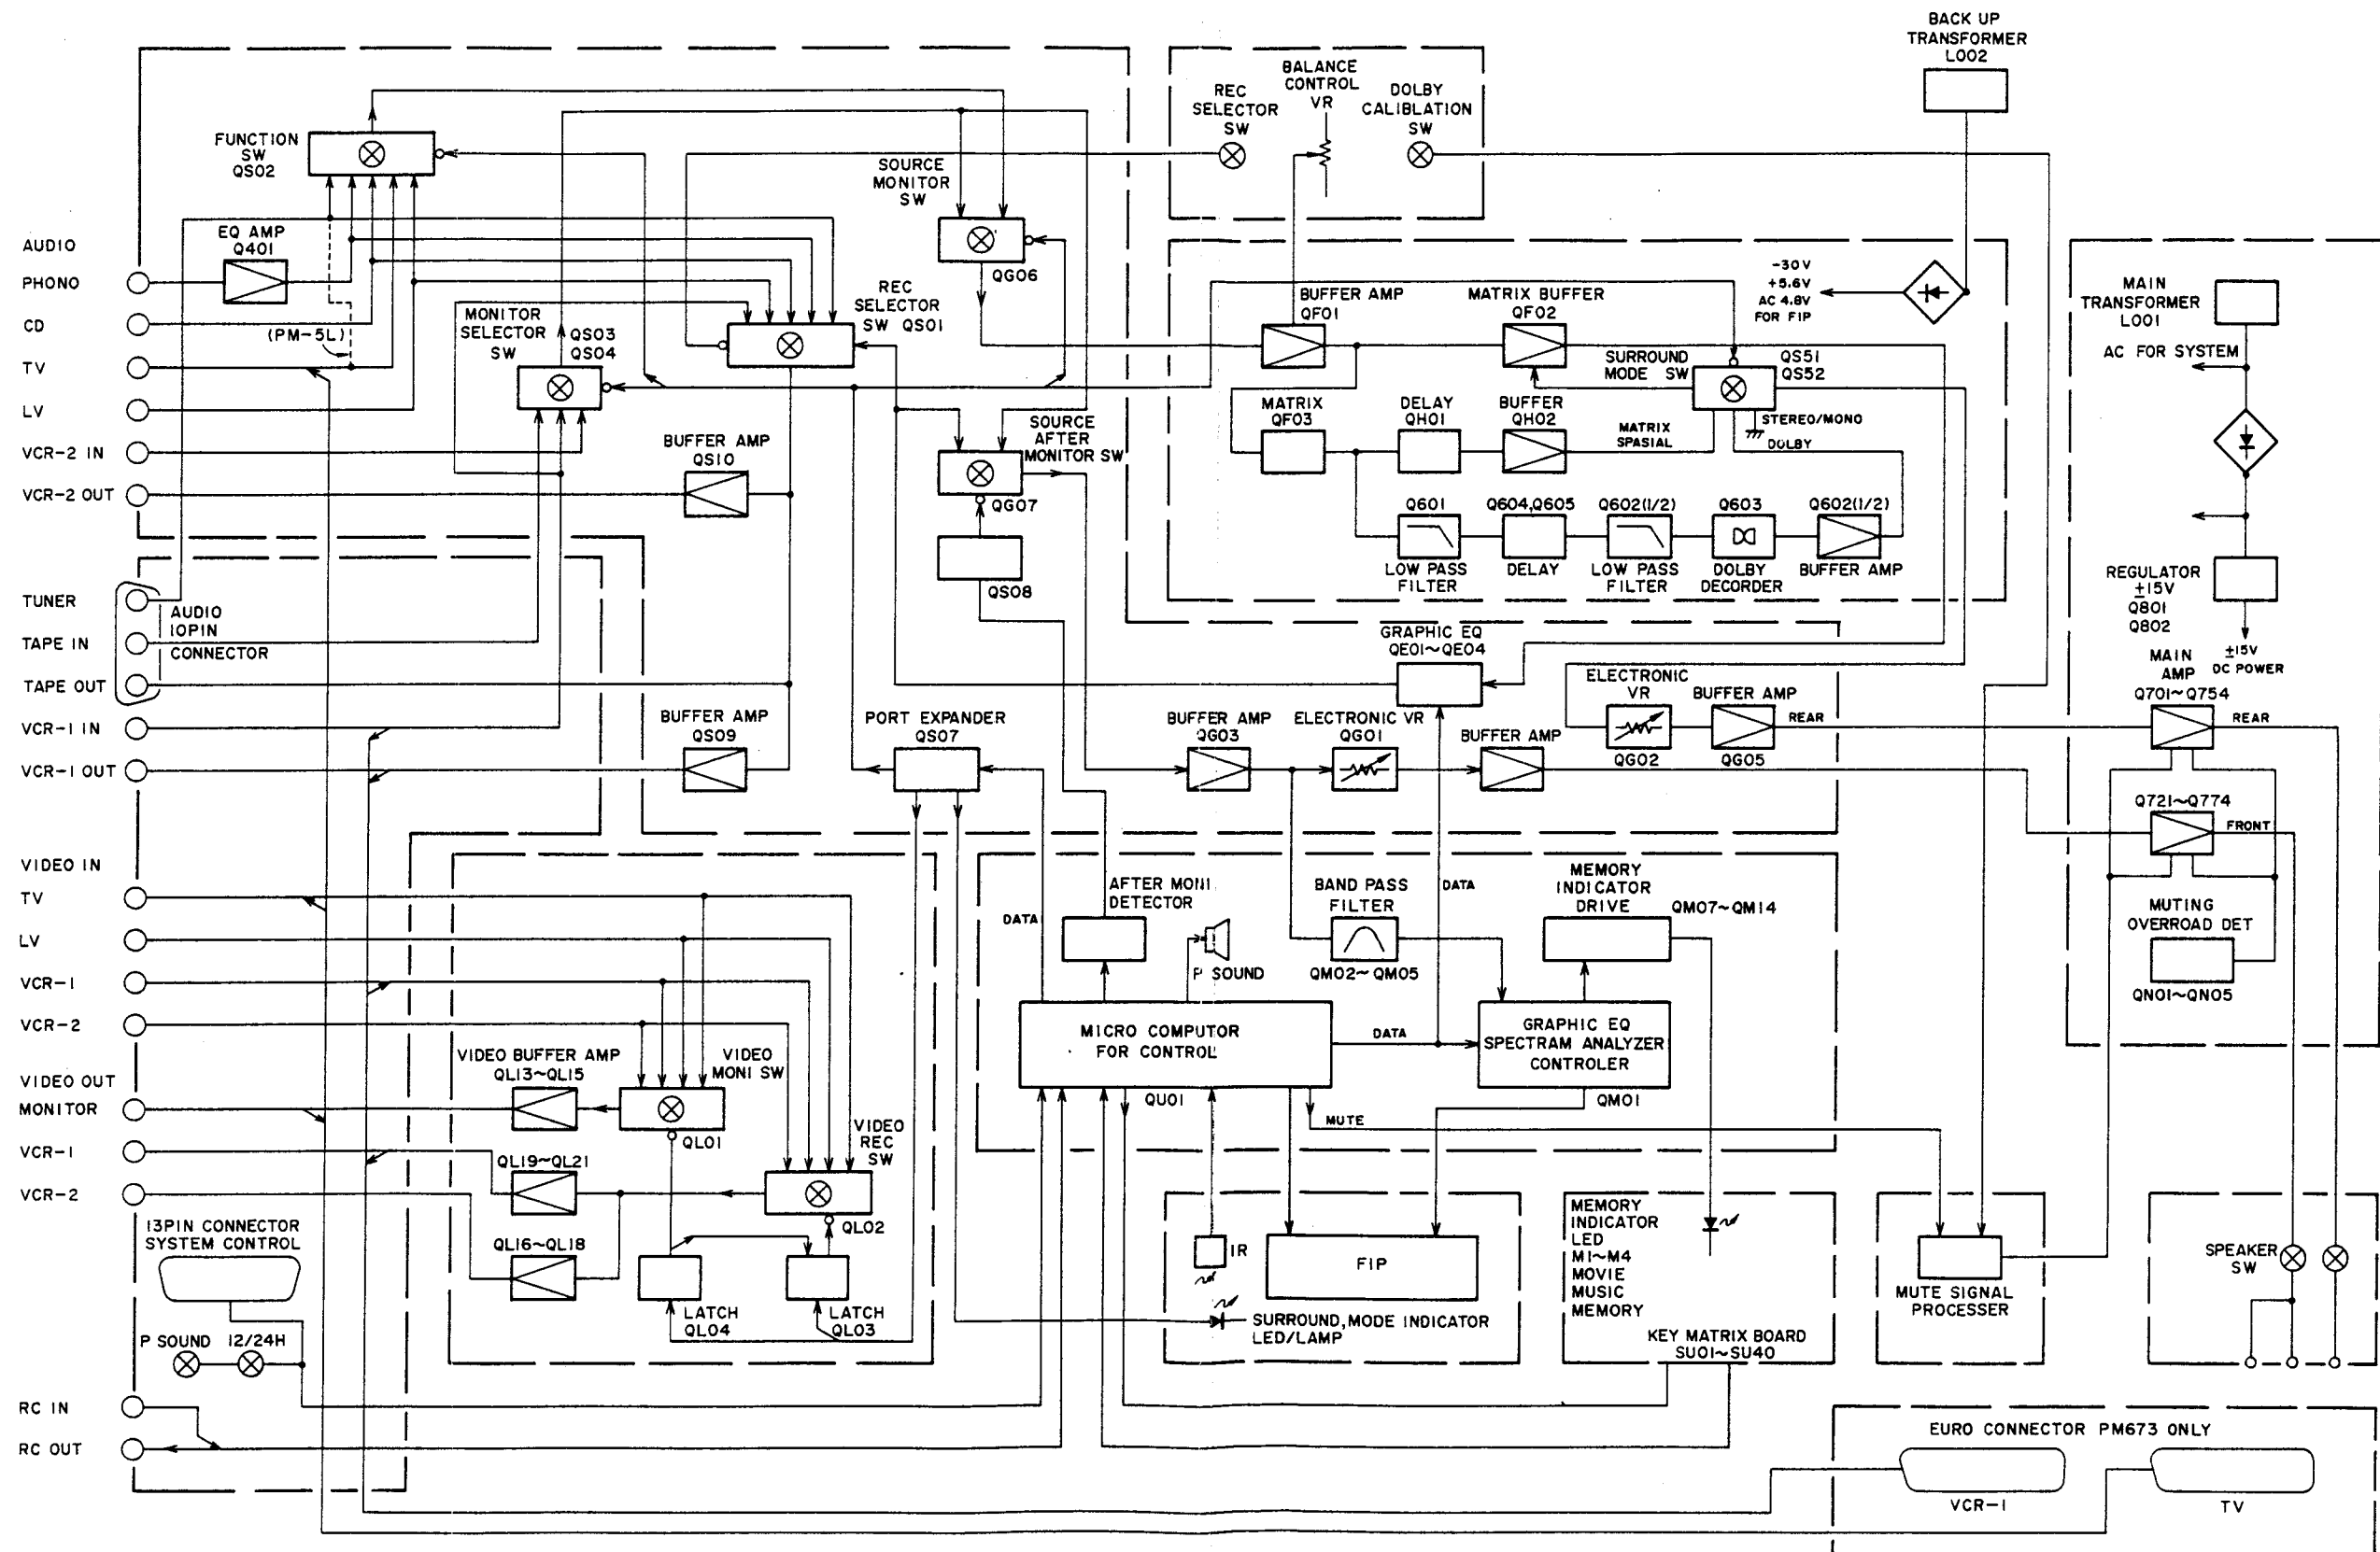 BACK UP
TRANSFORMER
L002
BALANCE
CONTROL
VR
REC
SELECTOR
SW
DOLBY
CALIBLATION
SW
FUNCTION
SW
QS02
SOURCE
MONITOR
SW
QG06
AUDIO
EQ AMP
Q401
PHONO
CD
(PM-5L)
TV
LV
VCR-2 IN
VCR-2 OUT
MONITOR
SELECTOR
SW
QS03
QS04
REC
SELECTOR
SW QS01
BUFFER AMP
QS10
SOURCE
AFTER
MONITOR SW
QG07
QS08
BUFFER AMP
QF01
MATRIX BUFFER
QF02
-30V
+5.6V
AC 4.8V
FOR FIP
SURROUND
MODE SW
QS51
QS52
MATRIX
QF03
DELAY
QH01
BUFFER
QH02
MATRIX
SPASIAL
STEREO/MONO
DOLBY
Q601
Q604,Q605
Q602(1/2)
Q603
Q602(1/2)
LOW PASS
FILTER
DELAY
LOW PASS
FILTER
DOLBY
DECORDER
BUFFER AMP
MAIN
TRANSFORMER
L001
AC FOR SYSTEM
REGULATOR
±15V
Q801
Q802
±15V
DC POWER
MAIN
AMP
Q701~Q754
REAR
Q721~Q774
FRONT
MUTING
OVERROAD DET
QN01~QN05
TUNER
TAPE IN
TAPE OUT
AUDIO
10PIN
CONNECTOR
VCR-1 IN
VCR-1 OUT
BUFFER AMP
QS09
PORT EXPANDER
QS07
GRAPHIC EQ
QE01~QE04
BUFFER AMP
QG03
ELECTRONIC VR
QG01
BUFFER AMP
ELECTRONIC
VR
QG02
BUFFER AMP
QG05
REAR
VIDEO IN
TV
LV
VCR-1
VCR-2
VIDEO OUT
MONITOR
VCR-1
VCR-2
VIDEO BUFFER AMP
QL13~QL15
VIDEO
MONI SW
QL01
VIDEO
REC
SW
QL02
QL19~QL21
QL16~QL18
LATCH
QL04
LATCH
QL03
DATA
AFTER MONI
DETECTOR
P SOUND
BAND PASS
FILTER
QM02~QM05
DATA
MEMORY
INDICATOR
DRIVE
QM07~QM14
MICRO COMPUTOR
FOR CONTROL
QU01
DATA
GRAPHIC EQ
SPECTRAM ANALYZER
CONTROLER
QM01
MUTE
13PIN CONNECTOR
SYSTEM CONTROL
P SOUND
12/24H
RC IN
RC OUT
IR
FIP
SURROUND,MODE INDICATOR
LED/LAMP
MEMORY
INDICATOR
LED
M1~M4
MOVIE
MUSIC
MEMORY
KEY MATRIX BOARD
SU01~SU40
MUTE SIGNAL
PROCESSER
SPEAKER
SW
EURO CONNECTOR PM673 ONLY
VCR-1
TV